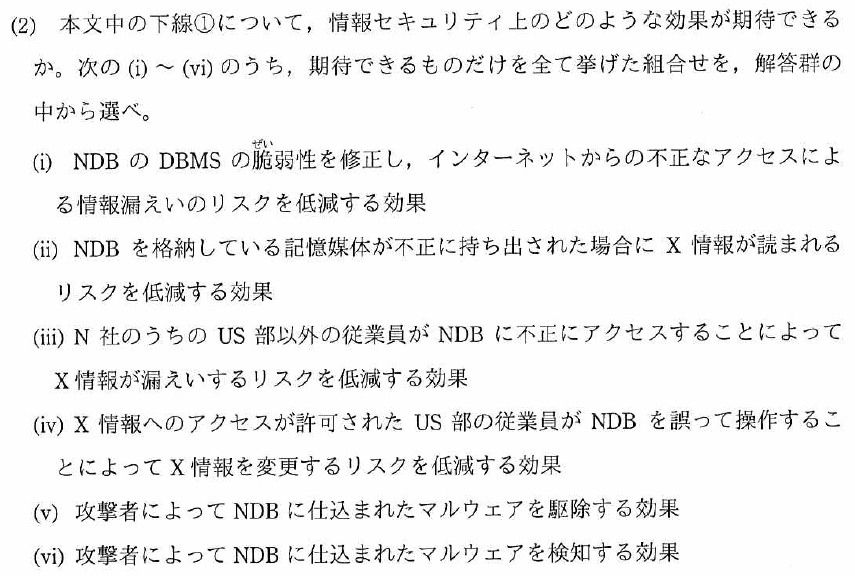 (2) 本文中の下線①について，情報セキュリティ上のどのような効果が期待できる
か。次の (i) ～ (vi) のうち，期待できるものだけを全て挙げた組合せを，解答群の
中から選べ。
ぜい
(i) NDB の DBMS の脆弱性を修正し，インターネットからの不正なアクセスによ
る情報漏えいのリスクを低減する効果
(ii) NDB を格納している記憶媒体が不正に持ち出された場合に X 情報が読まれる
リスクを低減する効果
(iii) N 社のうちの US 部以外の従業員が NDB に不正にアクセスすることによって
X 情報が漏えいするリスクを低減する効果
(iv) X 情報へのアクセスが許可された US 部の従業員が NDB を誤って操作するこ
とによって X 情報を変更するリスクを低減する効果
(v) 攻撃者によって NDB に仕込まれたマルウェアを駆除する効果
(vi) 攻撃者によって NDB に仕込まれたマルウェアを検知する効果